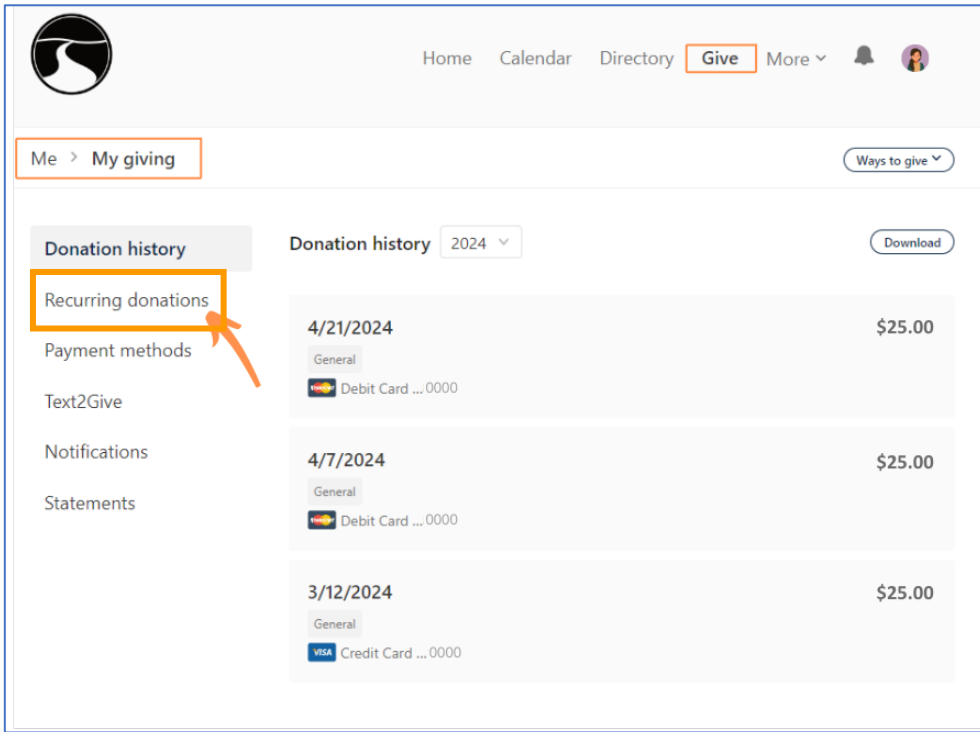 Home Calendar Directory Give More
Me > My giving
Ways to give
Donation history
Recurring donations
Payment methods
Text2Give
Notifications
Statements
Donation history 2024
Download
4/21/2024 $25.00
General
Debit Card ... 0000
4/7/2024 $25.00
General
Debit Card ... 0000
3/12/2024 $25.00
General
VISA Credit Card ... 0000